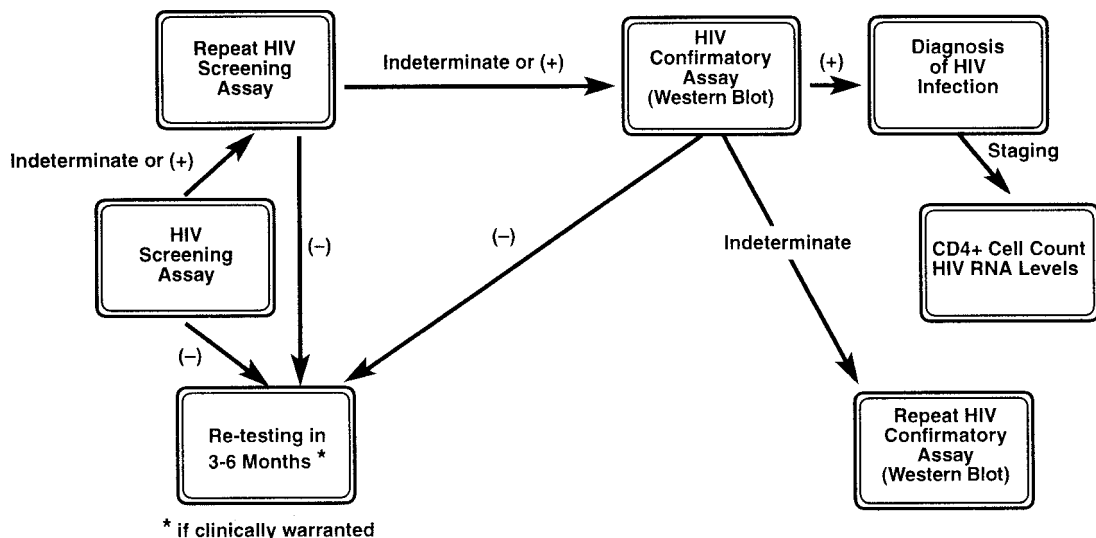 Repeat HIV
Screening
Assay
Indeterminate or (+)
HIV
Confirmatory
Assay
(Western Blot)
(+)
Diagnosis
of HIV
Infection
Indeterminate or (+)
Staging
HIV
Screening
Assay
(–)
(–)
Indeterminate
CD4+ Cell Count
HIV RNA Levels
(–)
Re-testing in
3-6 Months *
Repeat HIV
Confirmatory
Assay
(Western Blot)
* if clinically warranted